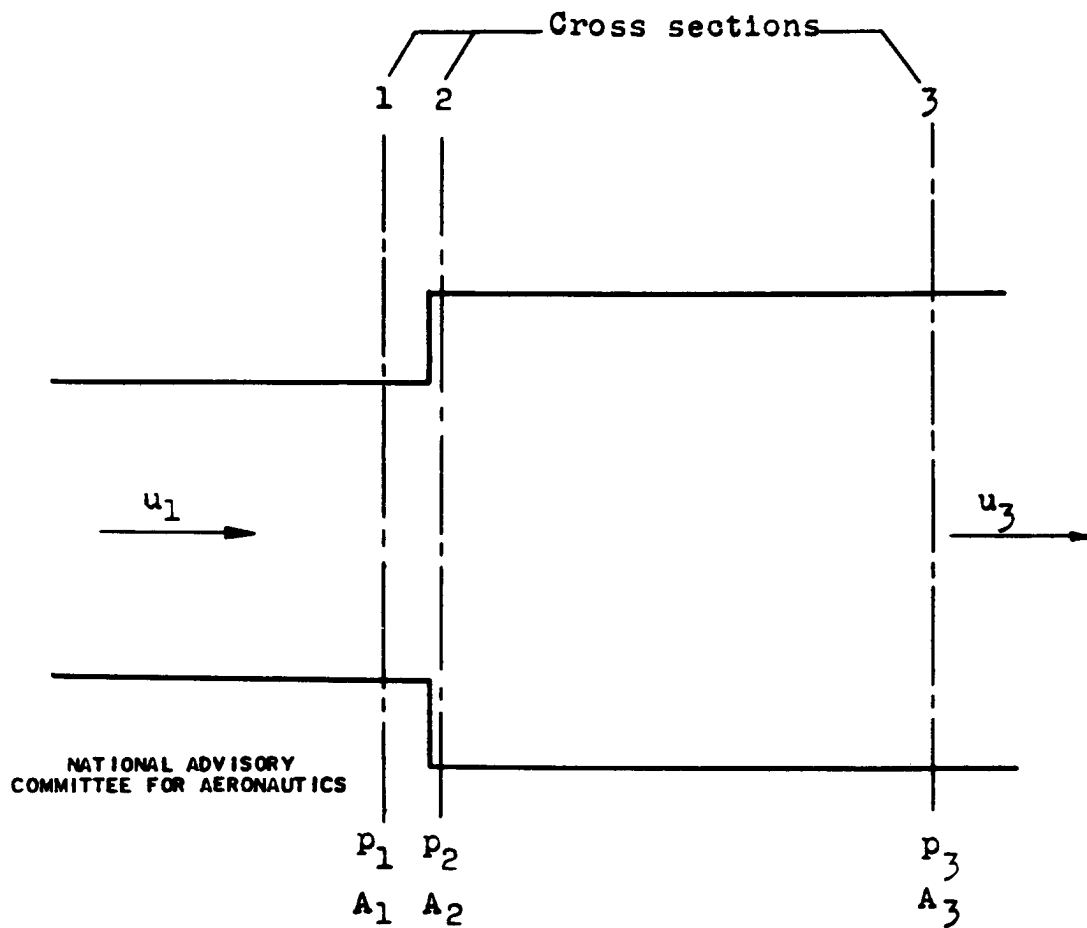 Cross sections
1 2 3
u₁ u₃
NATIONAL ADVISORY
COMMITTEE FOR AERONAUTICS
p₁ p₂ p₃
A₁ A₂ A₃